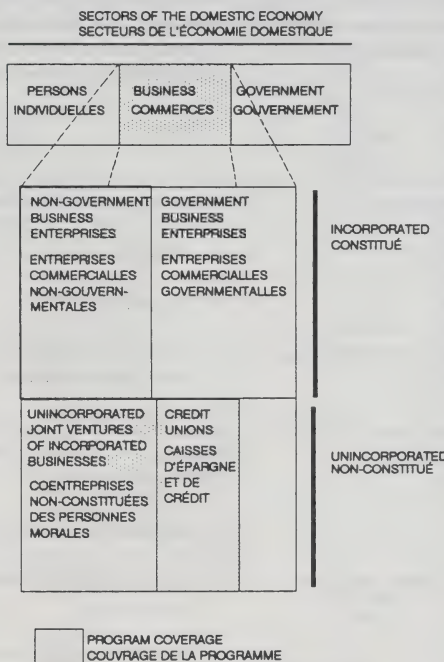 SECTORS OF THE DOMESTIC ECONOMY
SECTEURS DE L'ÉCONOMIE DOMESTIQUE
PERSONS
INDIVIDUELLES
BUSINESS
COMMERCES
GOVERNMENT
GOUVERNEMENT
NON-GOVERNMENT
BUSINESS
ENTERPRISES
ENTREPRISES
COMMERCIALLES
NON-GOUVERN-
MENTALES
GOVERNMENT
BUSINESS
ENTERPRISES
ENTREPRISES
COMMERCIALLES
GOVERNMENTALLES
INCORPORATED
CONSTITUÉ
UNINCORPORATED
JOINT VENTURES
OF INCORPORATED
BUSINESSES
COENTREPRISES
NON-CONSTITUÉES
DES PERSONNES
MORALES
CREDIT
UNIONS
CAISSES
D'ÉPARGNE
ET DE
CRÉDIT
UNINCORPORATED
NON-CONSTITUÉ
PROGRAM COVERAGE
COUVRAGE DE LA PROGRAMME